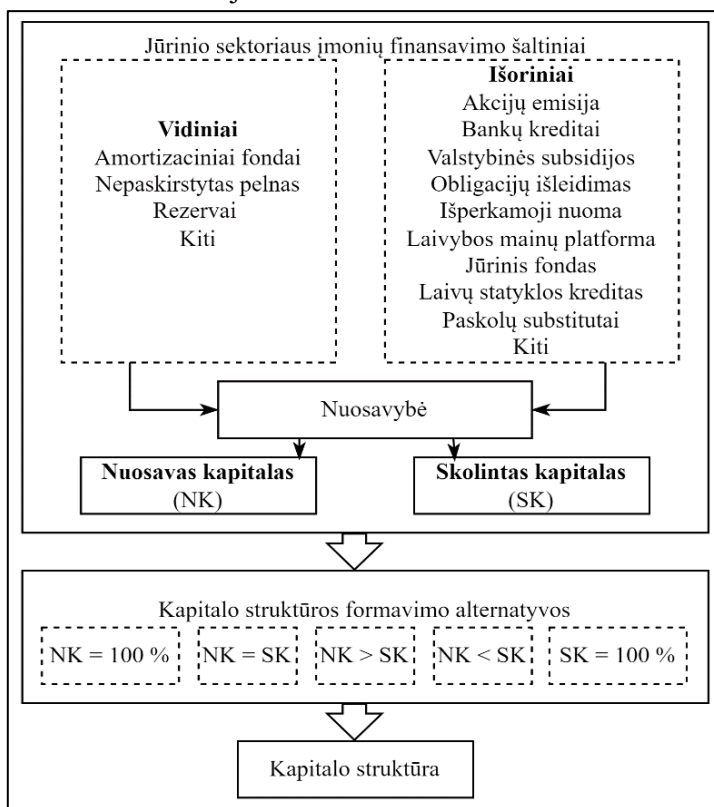 Jūrinio sektoriaus įmonių finansavimo šaltiniai
Vidiniai
Amortizaciniai fondai
Nepaskirstytas pelnas
Rezervai
Kiti
Išoriniai
Akcijų emisija
Bankų kreditai
Valstybinės subsidijos
Obligacijų išleidimas
Išperkamoji nuoma
Laivybos mainų platforma
Jūrinis fondas
Laivų statyklos kreditas
Paskolų substitutai
Kiti
Nuosavybė
Nuosavas kapitalas
(NK)
Skolintas kapitalas
(SK)
Kapitalo struktūros formavimo alternatyvos
NK = 100 %
NK = SK
NK > SK
NK < SK
SK = 100 %
Kapitalo struktūra